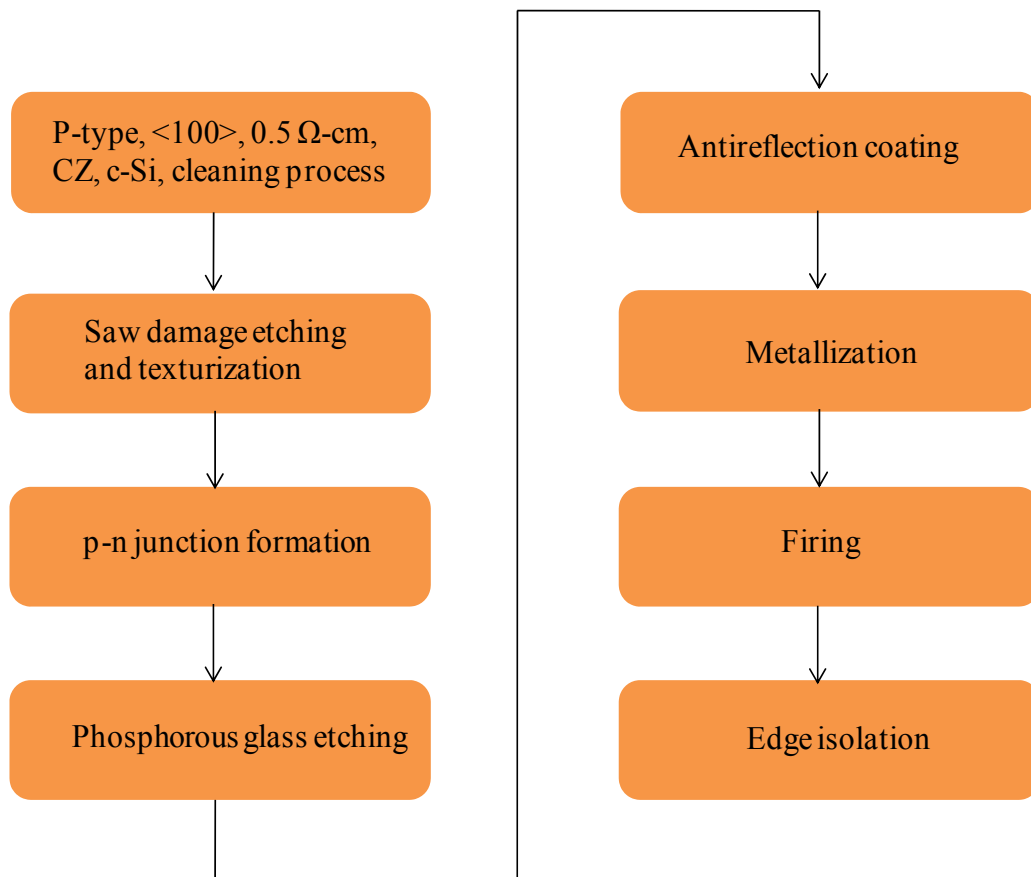 P-type, <100>, 0.5 Ω-cm,
CZ, c-Si, cleaning process
Saw damage etching
and texturization
p-n junction formation
Phosphorous glass etching
Antireflection coating
Metallization
Firing
Edge isolation